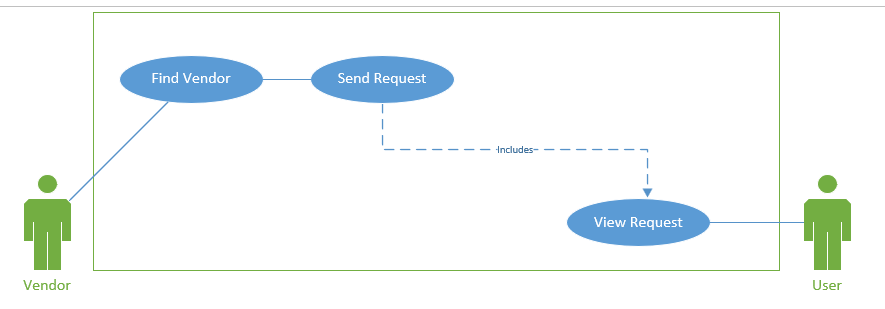 Find Vendor
Send Request
Includes
View Request
Vendor
User